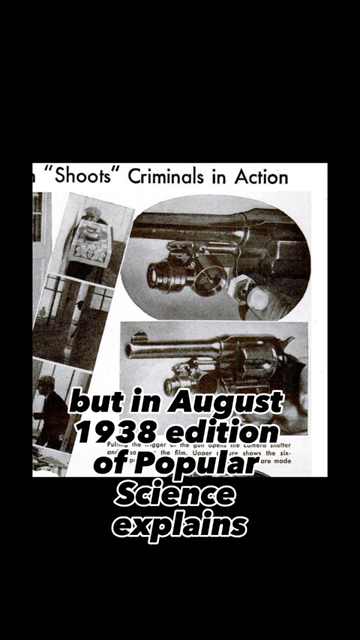 "Shoots" Criminals in Action
but in August
1938 edition
of Popular
Science
explains
Pulling the trigger of the gun opens the camera shutter
the film. Upper shows the six-
are made